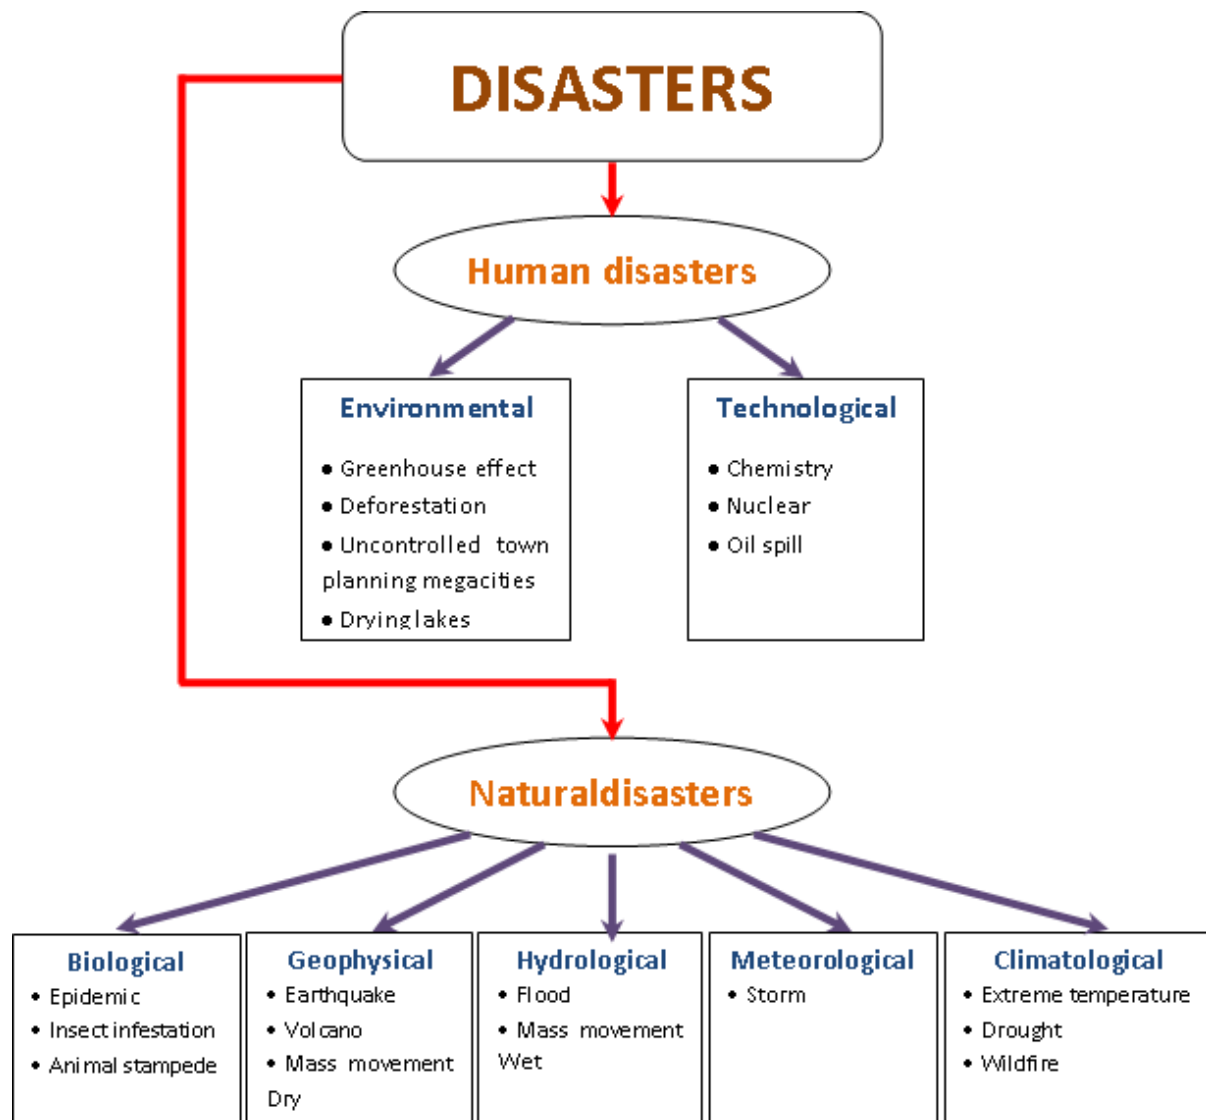 DISASTERS
Human disasters
Environmental
● Greenhouse effect
● Deforestation
● Uncontrolled town
planning megacities
● Drying lakes
Technological
● Chemistry
● Nuclear
● Oil spill
Naturaldisasters
Biological
• Epidemic
• Insect infestation
• Animal stampede
Geophysical
• Earthquake
• Volcano
• Mass movement
Dry
Hydrological
• Flood
• Mass movement
Wet
Meteorological
• Storm
Climatological
• Extreme temperature
• Drought
• Wildfire